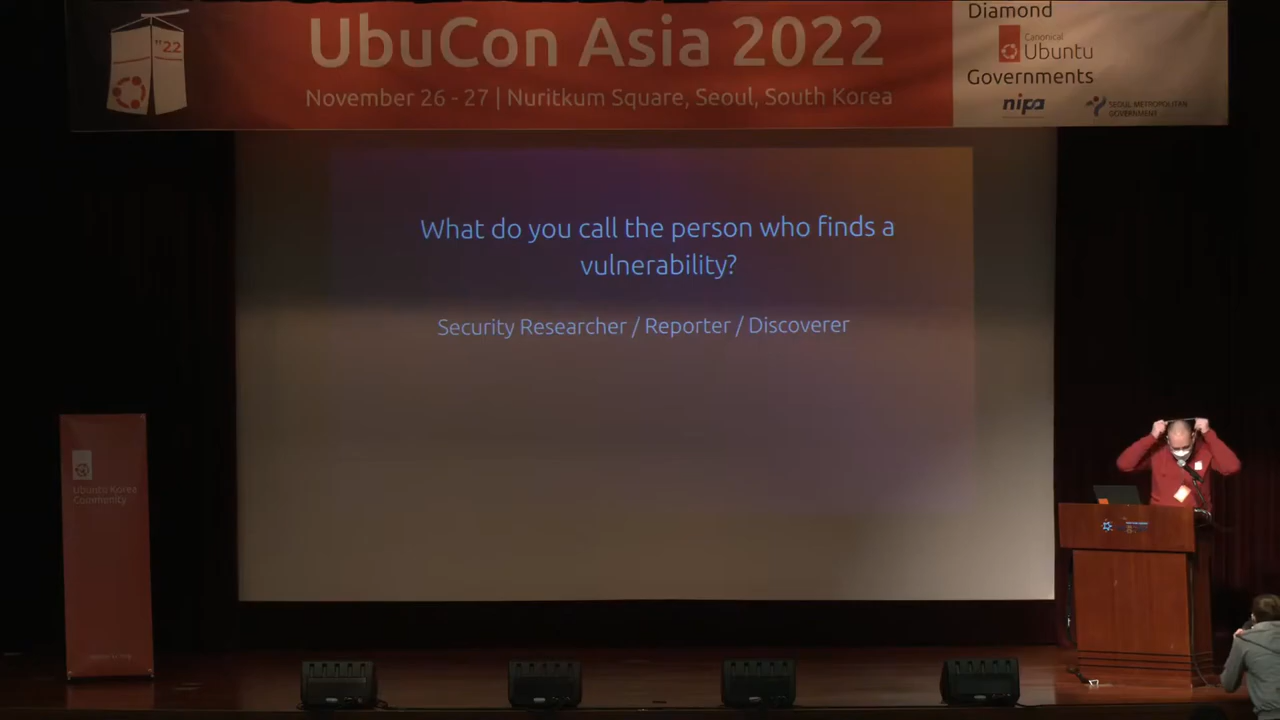 "22
UbuCon Asia 2022
November 26 - 27 | Nuritkum Square, Seoul, South Korea
Diamond
Canonical
Ubuntu
Governments
nipa
SEOUL METROPOLITAN
GOVERNMENT
What do you call the person who finds a
vulnerability?
Security Researcher / Reporter / Discoverer
Ubuntu Korea
Community